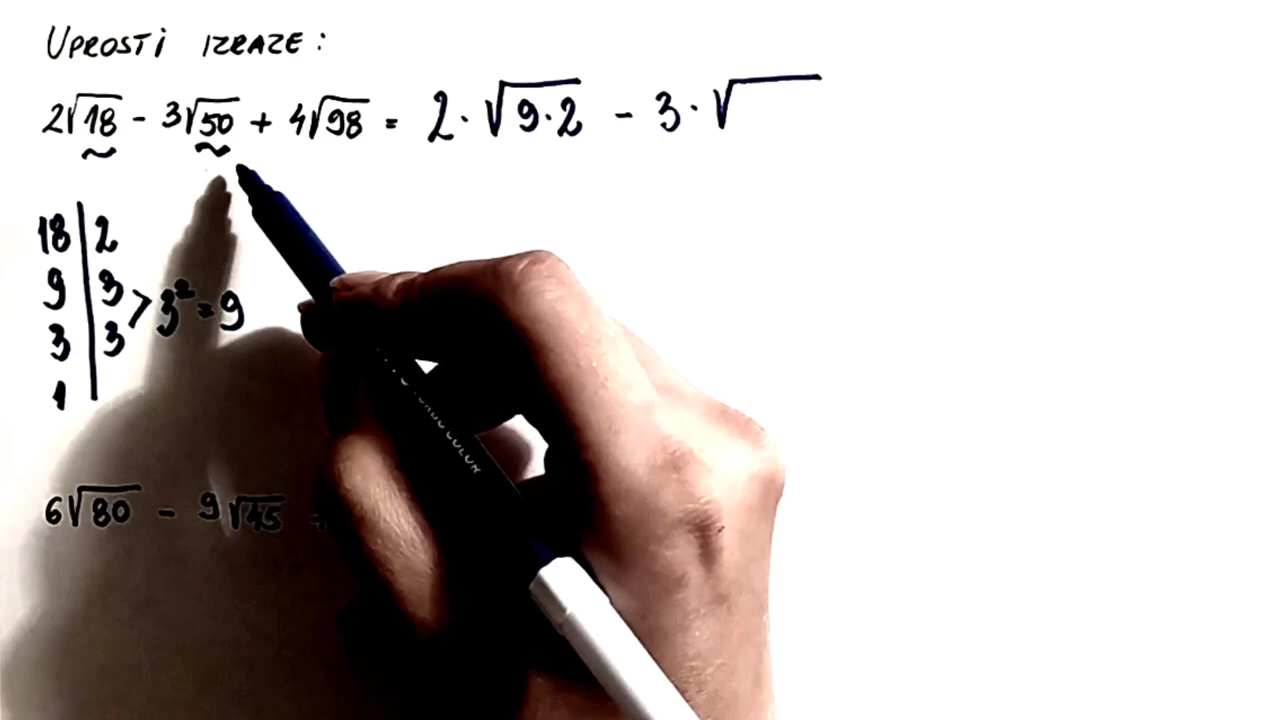 UPROSTI IZRAZE:
2√18 - 3√50 + 4√98 = 2·√9·2 - 3·√
18 | 2
9 | 3
3 | 3 > 3² = 9
1 |
6√80 - 9√45 +